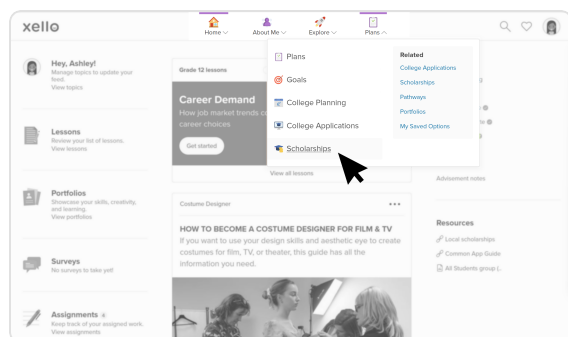 xello
Home
About Me
Explore
Plans
Hey, Ashley!
Manage topics to update your
feed.
View topics
Lessons
Review your list of lessons.
View lessons
Portfolios
Showcase your skills, creativity,
and learning.
View portfolios
Surveys
No surveys to take yet!
Assignments
Keep track of your assigned work.
View assignments
Grade 12 lessons
Career Demand
How job market trends
career choices
Get started
View all lessons
Costume Designer
HOW TO BECOME A COSTUME DESIGNER FOR FILM & TV
If you want to use your design skills and aesthetic eye to create
costumes for film, TV, or theater, this guide has all the
information you need.
Plans
Goals
College Planning
College Applications
Scholarships
Related
College Applications
Scholarships
Pathways
Portfolios
My Saved Options
Advisement notes
Resources
Local scholarships
Common App Guide
All Students group (.